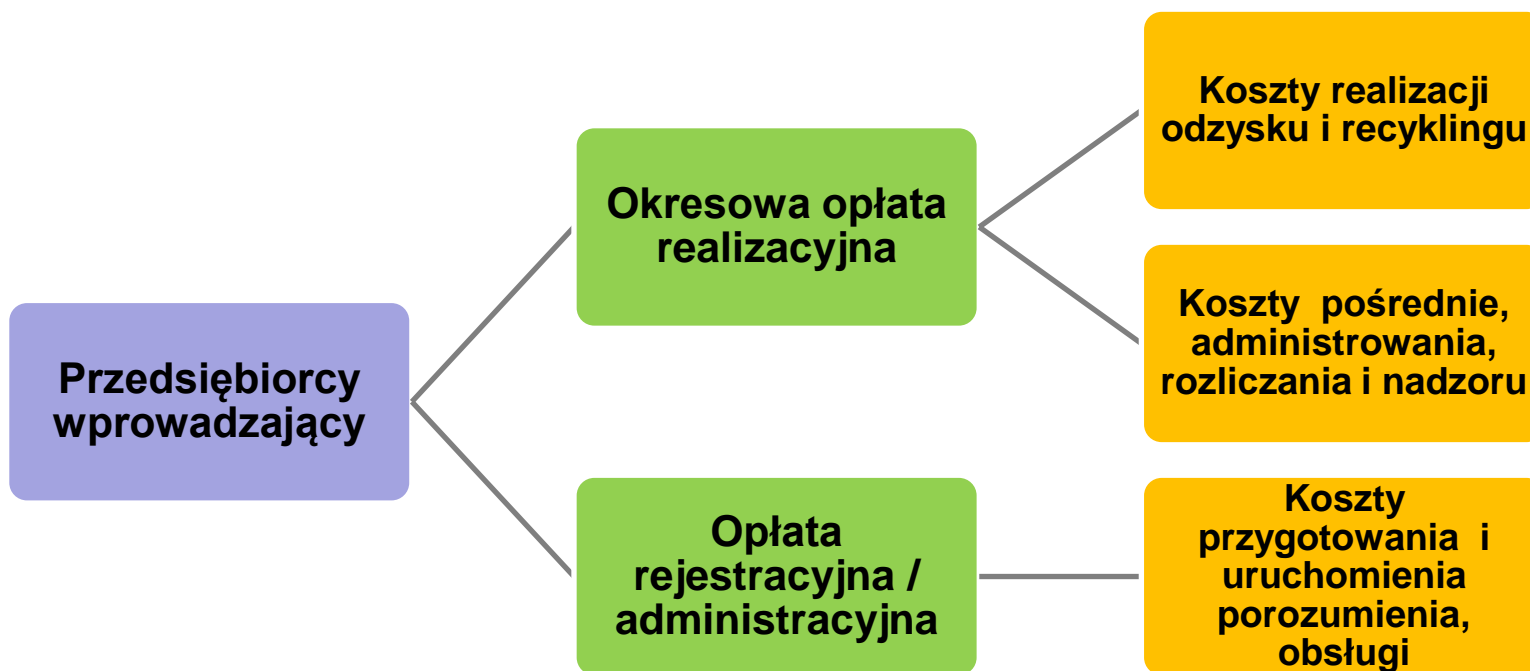 Przedsiębiorcy
wprowadzający
Okresowa opłata
realizacyjna
Opłata
rejestracyjna /
administracyjna
Koszty realizacji
odzysku i recyklingu
Koszty pośrednie,
administrowania,
rozliczania i nadzoru
Koszty
przygotowania i
uruchomienia
porozumienia,
obsługi